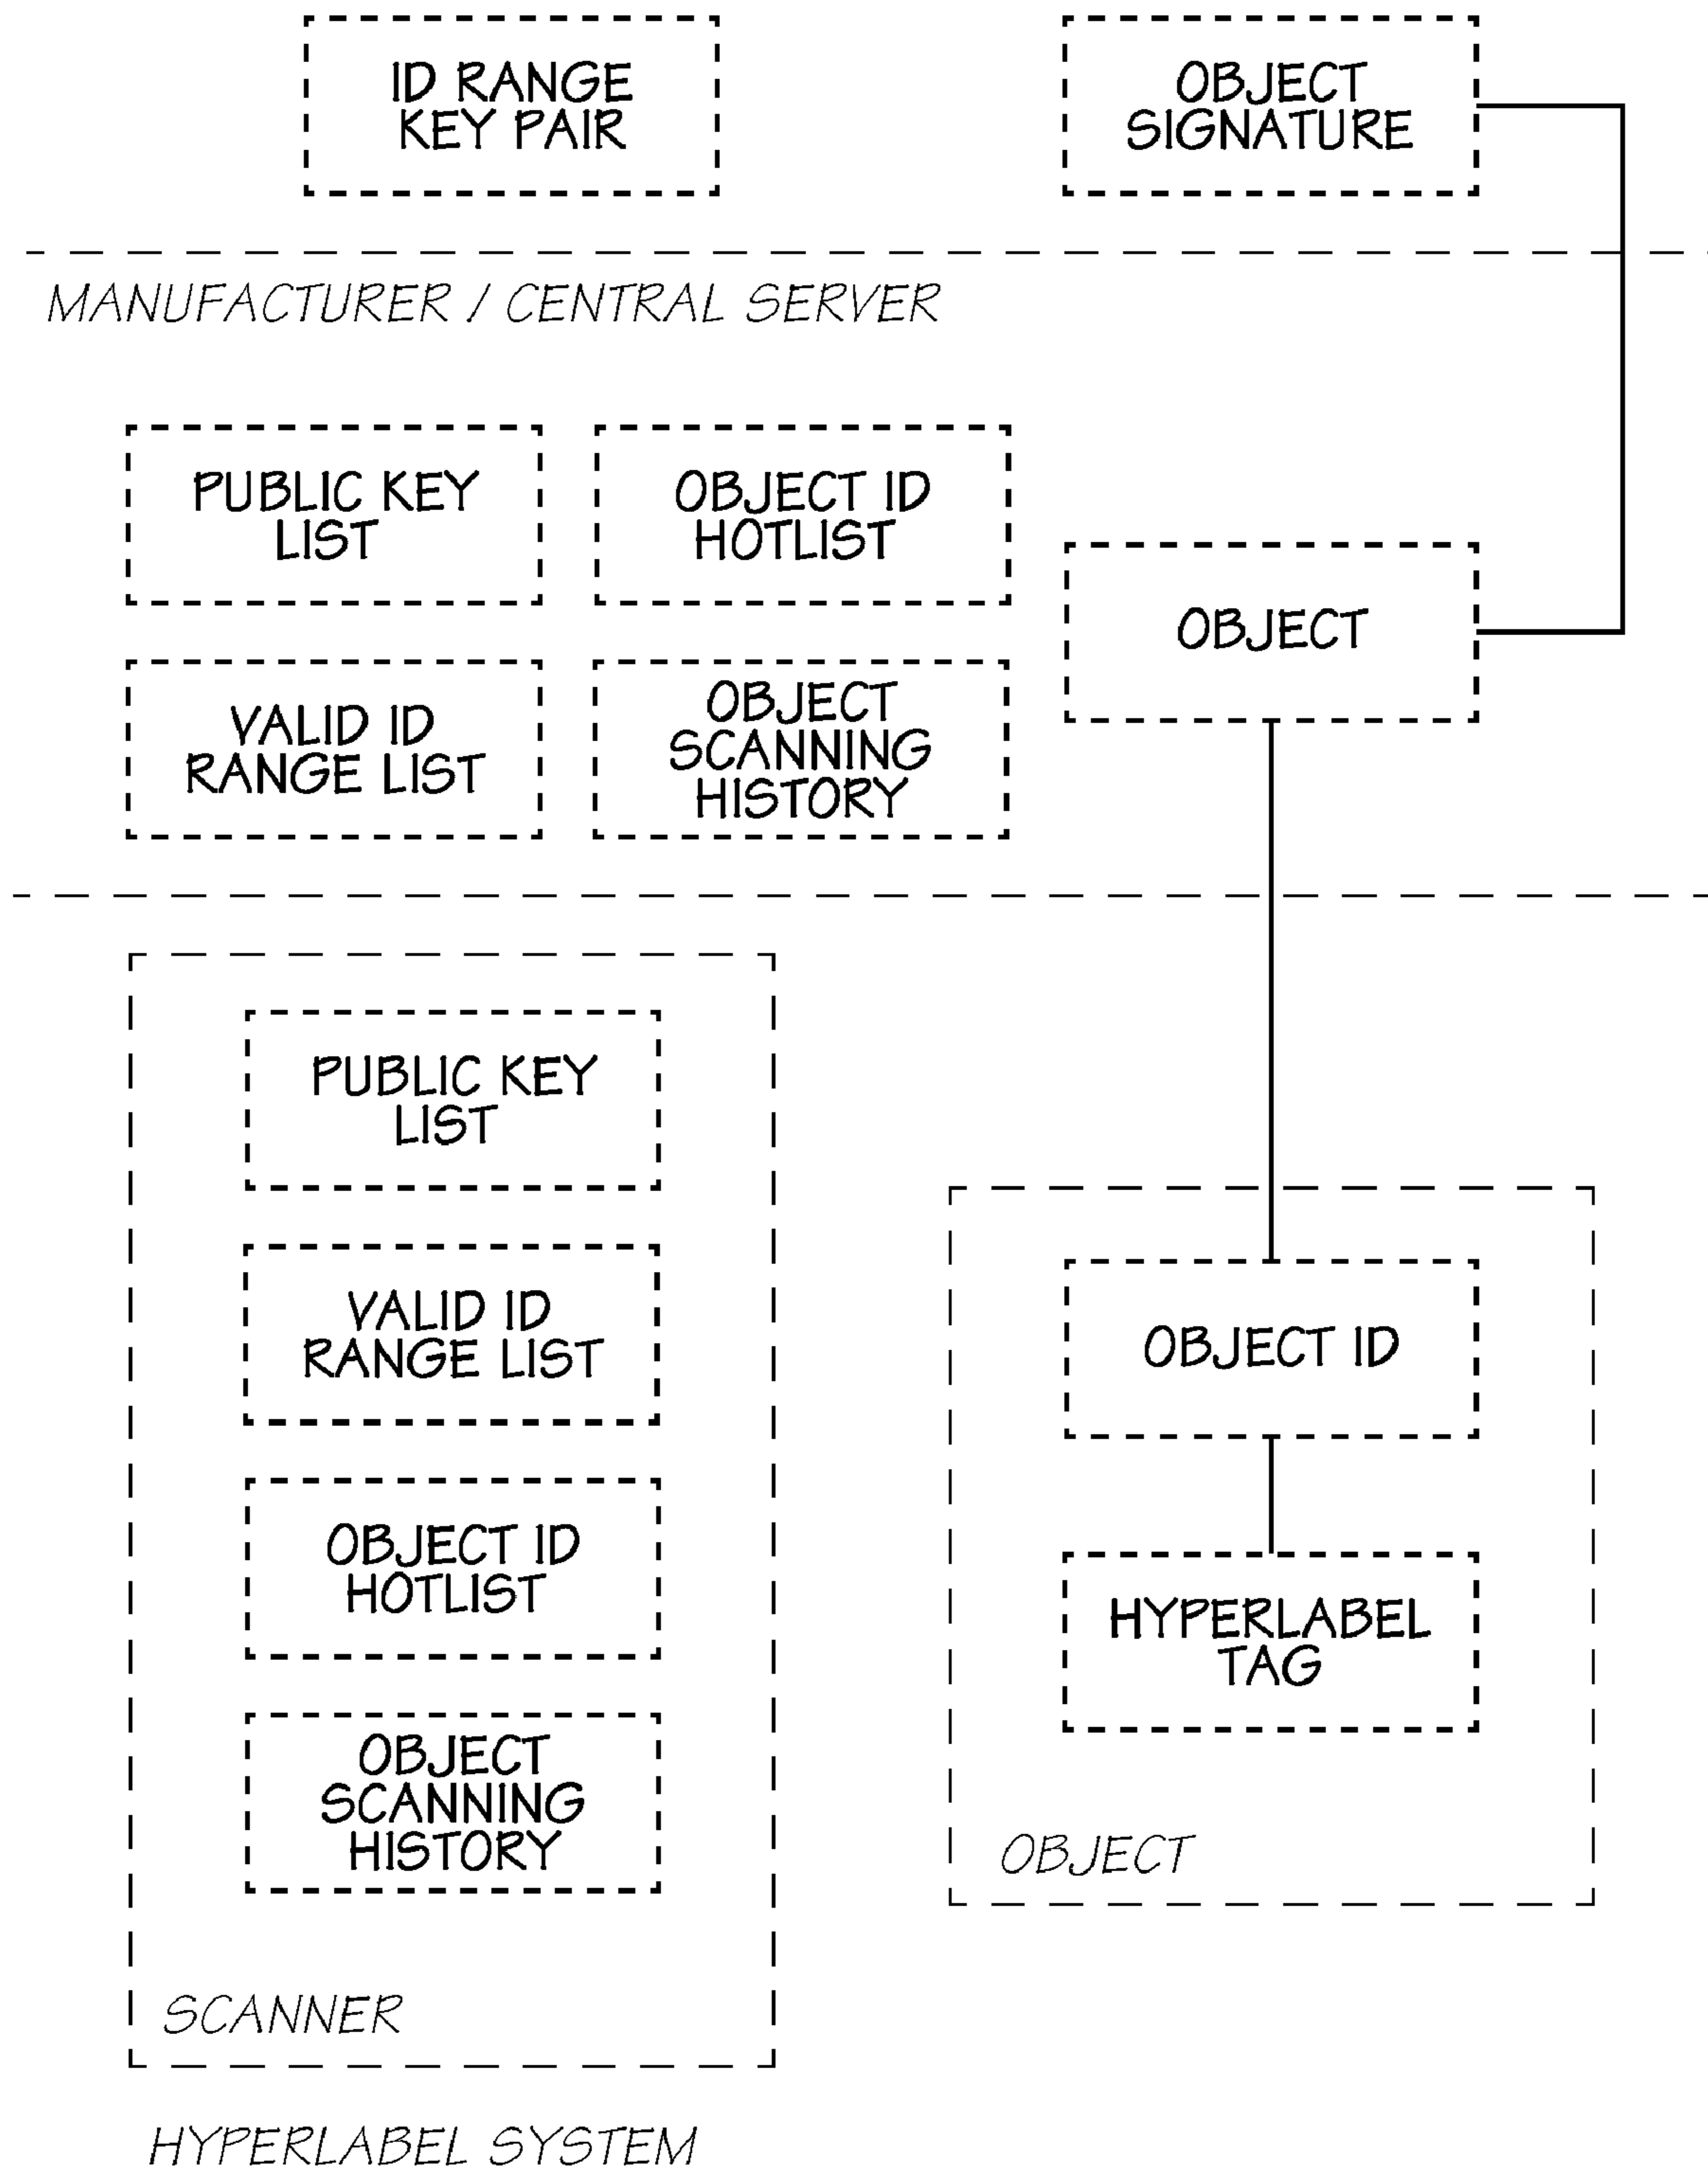 ID RANGE
KEY PAIR
OBJECT
SIGNATURE
MANUFACTURER / CENTRAL SERVER
PUBLIC KEY
LIST
OBJECT ID
HOTLIST
OBJECT
VALID ID
RANGE LIST
OBJECT
SCANNING
HISTORY
PUBLIC KEY
LIST
VALID ID
RANGE LIST
OBJECT ID
HOTLIST
OBJECT
SCANNING
HISTORY
SCANNER
OBJECT ID
HYPERLABEL
TAG
OBJECT
HYPERLABEL SYSTEM